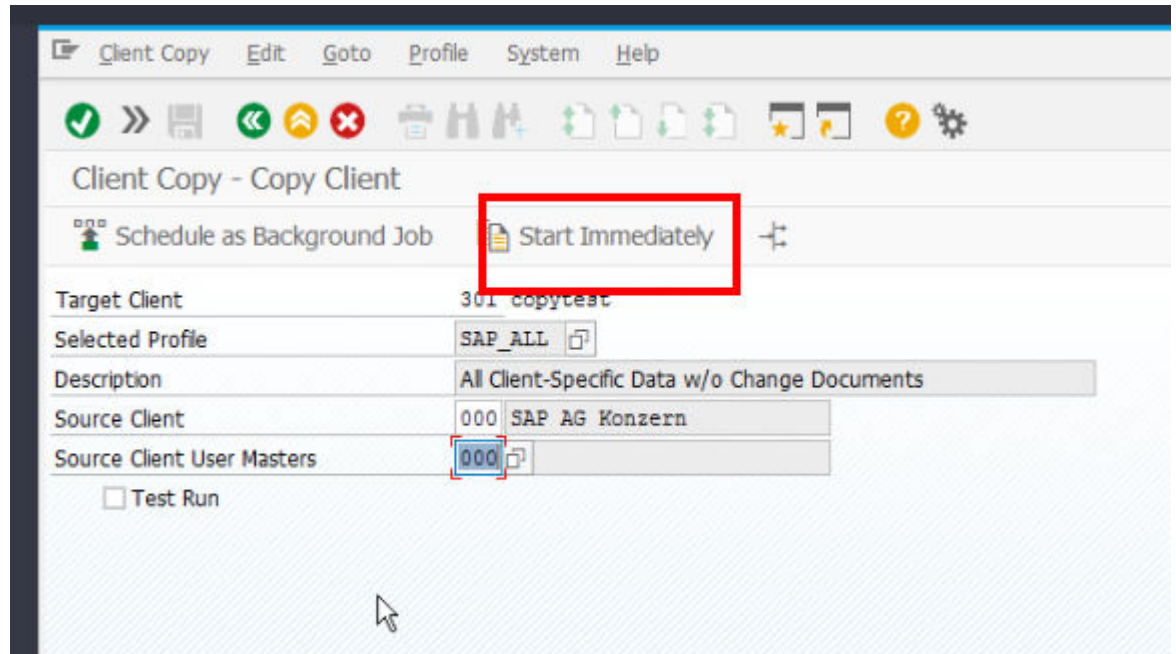 Client Copy Edit Goto Profile System Help
Client Copy - Copy Client
Schedule as Background Job Start Immediately
Target Client 301 copytest
Selected Profile SAP_ALL
Description All Client-Specific Data w/o Change Documents
Source Client 000 SAP AG Konzern
Source Client User Masters 000
Test Run